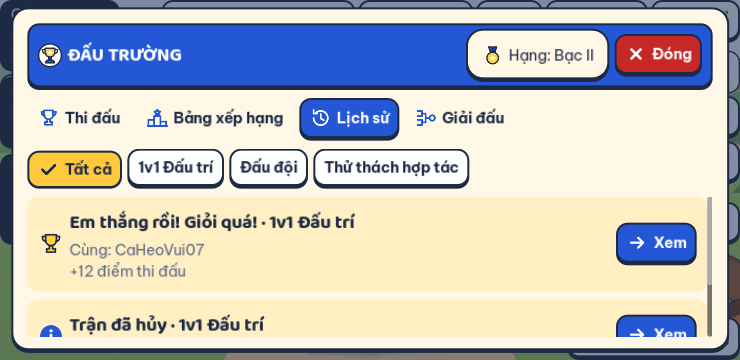 ĐẤU TRƯỜNG
Hạng: Bạc II
Đóng
Thi đấu
Bảng xếp hạng
Lịch sử
Giải đấu
Tất cả
1v1 Đấu trí
Đấu đội
Thử thách hợp tác
Em thắng rồi! Giỏi quá! · 1v1 Đấu trí
Cùng: CaHeoVui07
+12 điểm thi đấu
Xem
Trận đã hủy · 1v1 Đấu trí
Xem